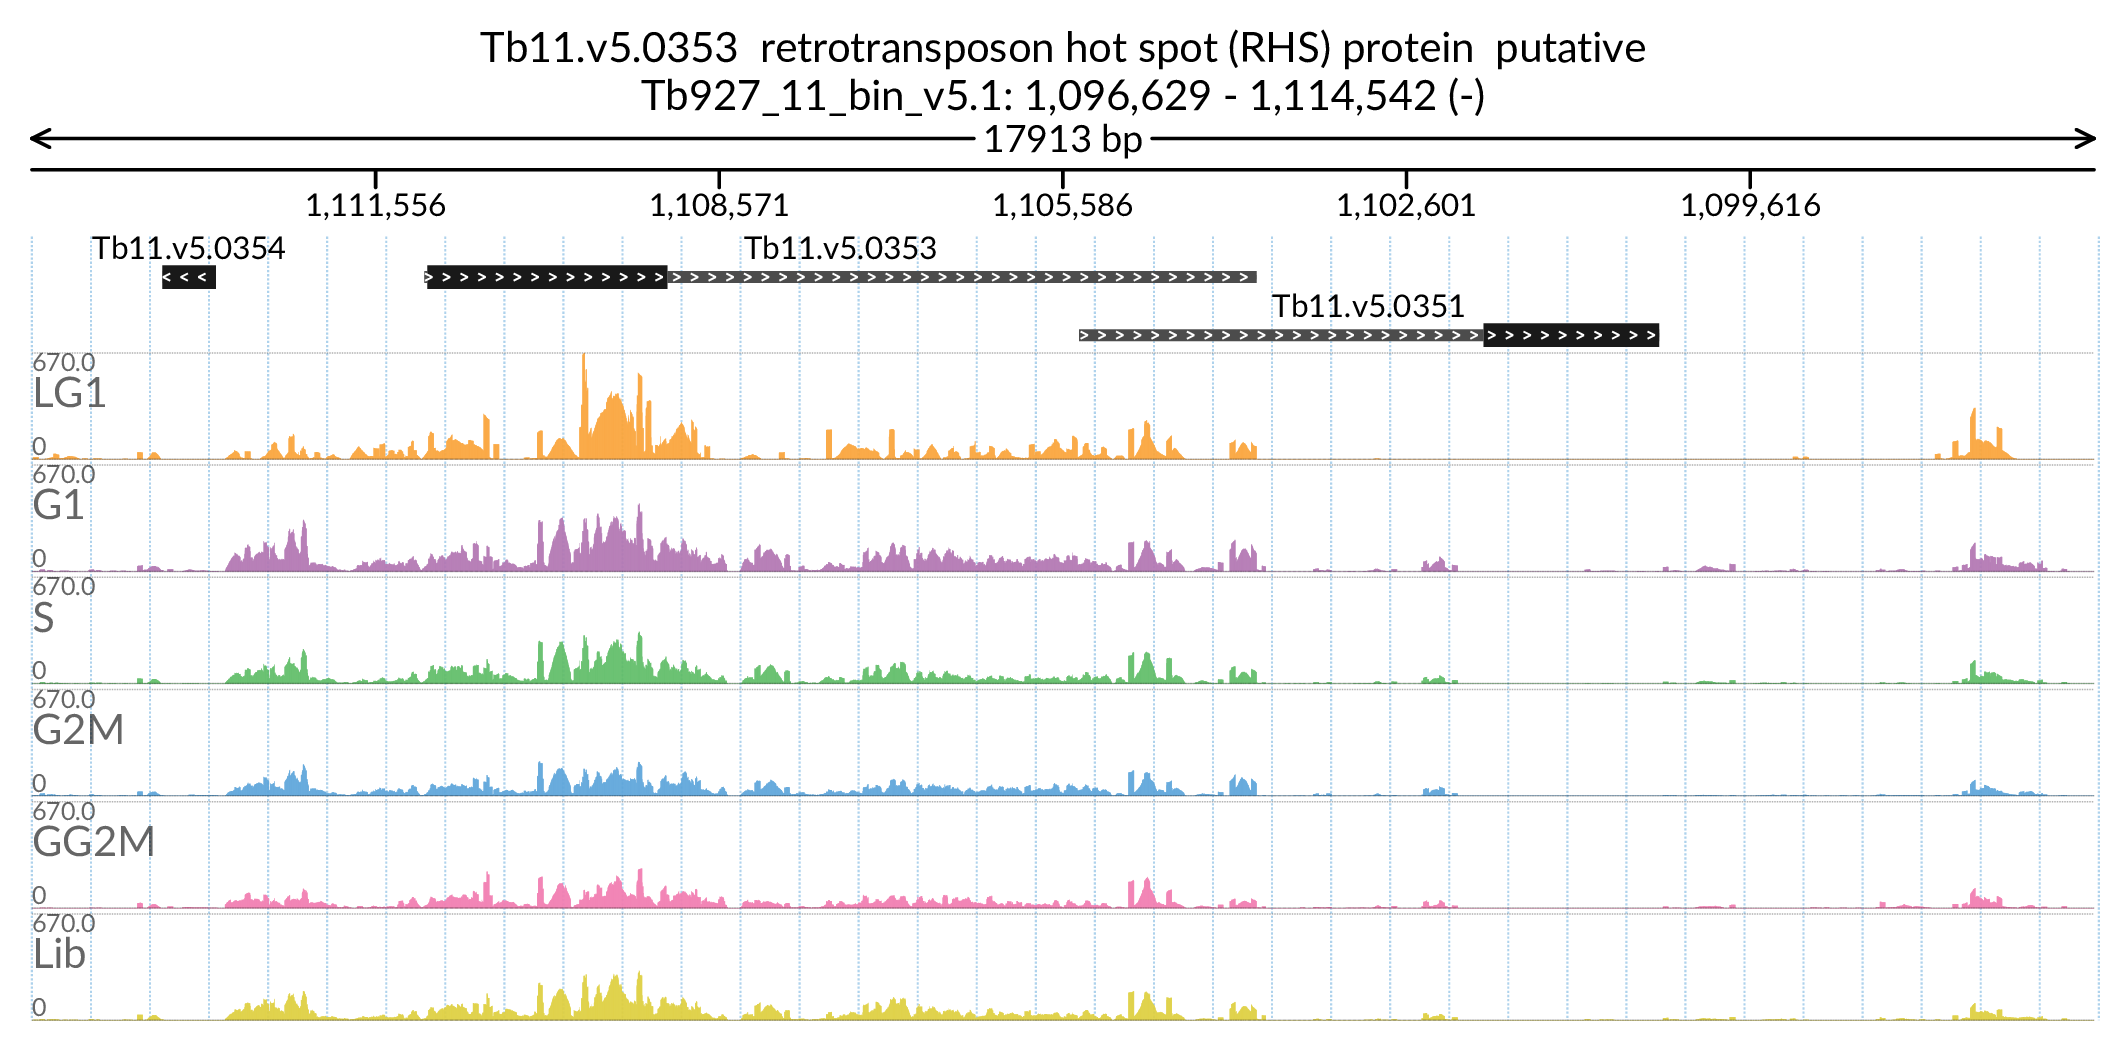 Tb11.v5.0353 retrotransposon hot spot (RHS) protein putative
Tb927_11_bin_v5.1: 1,096,629 - 1,114,542 (-)
17913 bp
1,111,556 1,108,571 1,105,586 1,102,601 1,099,616
Tb11.v5.0354 Tb11.v5.0353
Tb11.v5.0351
670.0
LG1
0
670.0
G1
0
670.0
S
0
670.0
G2M
0
670.0
GG2M
0
670.0
Lib
0